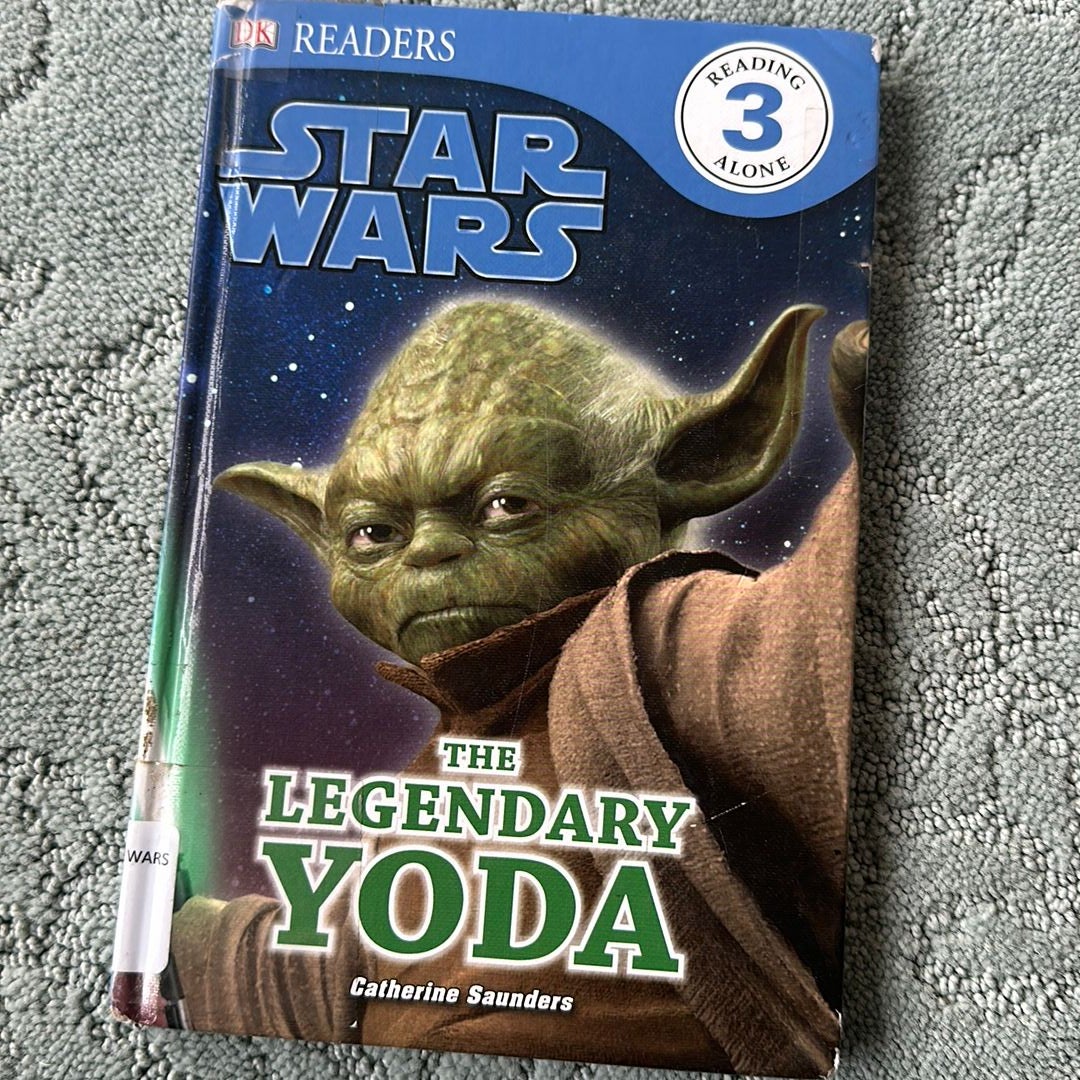 DK READERS
READING
3
ALONE
STAR
WARS
THE
LEGENDARY
YODA
Catherine Saunders
WARS